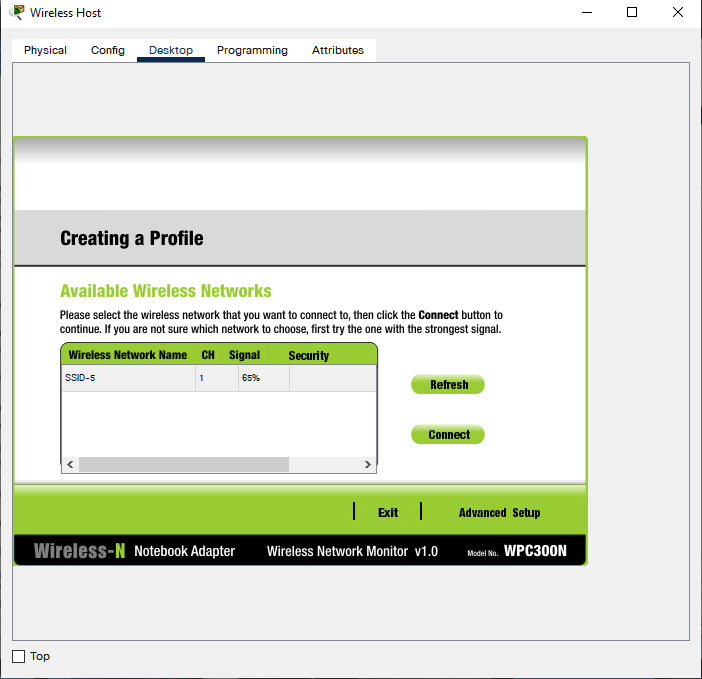 Wireless Host
Physical Config Desktop Programming Attributes
Creating a Profile
Available Wireless Networks
Please select the wireless network that you want to connect to, then click the Connect button to
continue. If you are not sure which network to choose, first try the one with the strongest signal.
Wireless Network Name CH Signal Security
SSID-5 1 65%
Refresh
Connect
Exit Advanced Setup
Wireless-N Notebook Adapter Wireless Network Monitor v1.0 Model No. WPC300N
Top